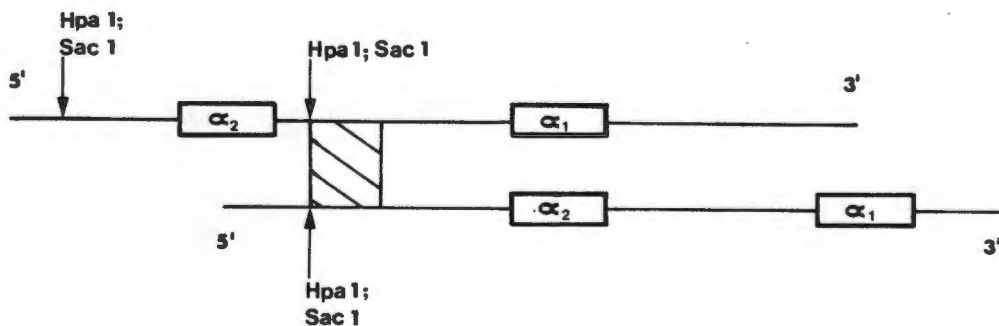 Hpa 1;
Sac 1
Hpa 1; Sac 1
5'
3'
α2
α1
α2
α1
5'
3'
Hpa 1;
Sac 1